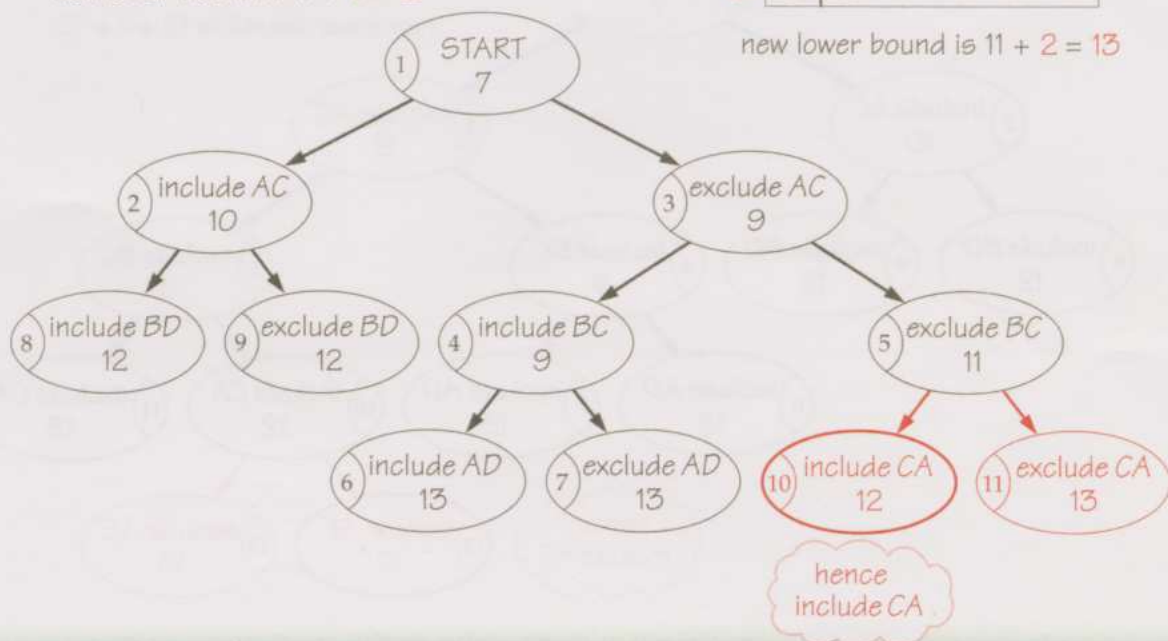 new lower bound is 11 + 2 = 13
1 START
7
2 include AC
10
3 exclude AC
9
8 include BD
12
9 exclude BD
12
4 include BC
9
5 exclude BC
11
6 include AD
13
7 exclude AD
13
10 include CA
12
11 exclude CA
13
hence
include CA